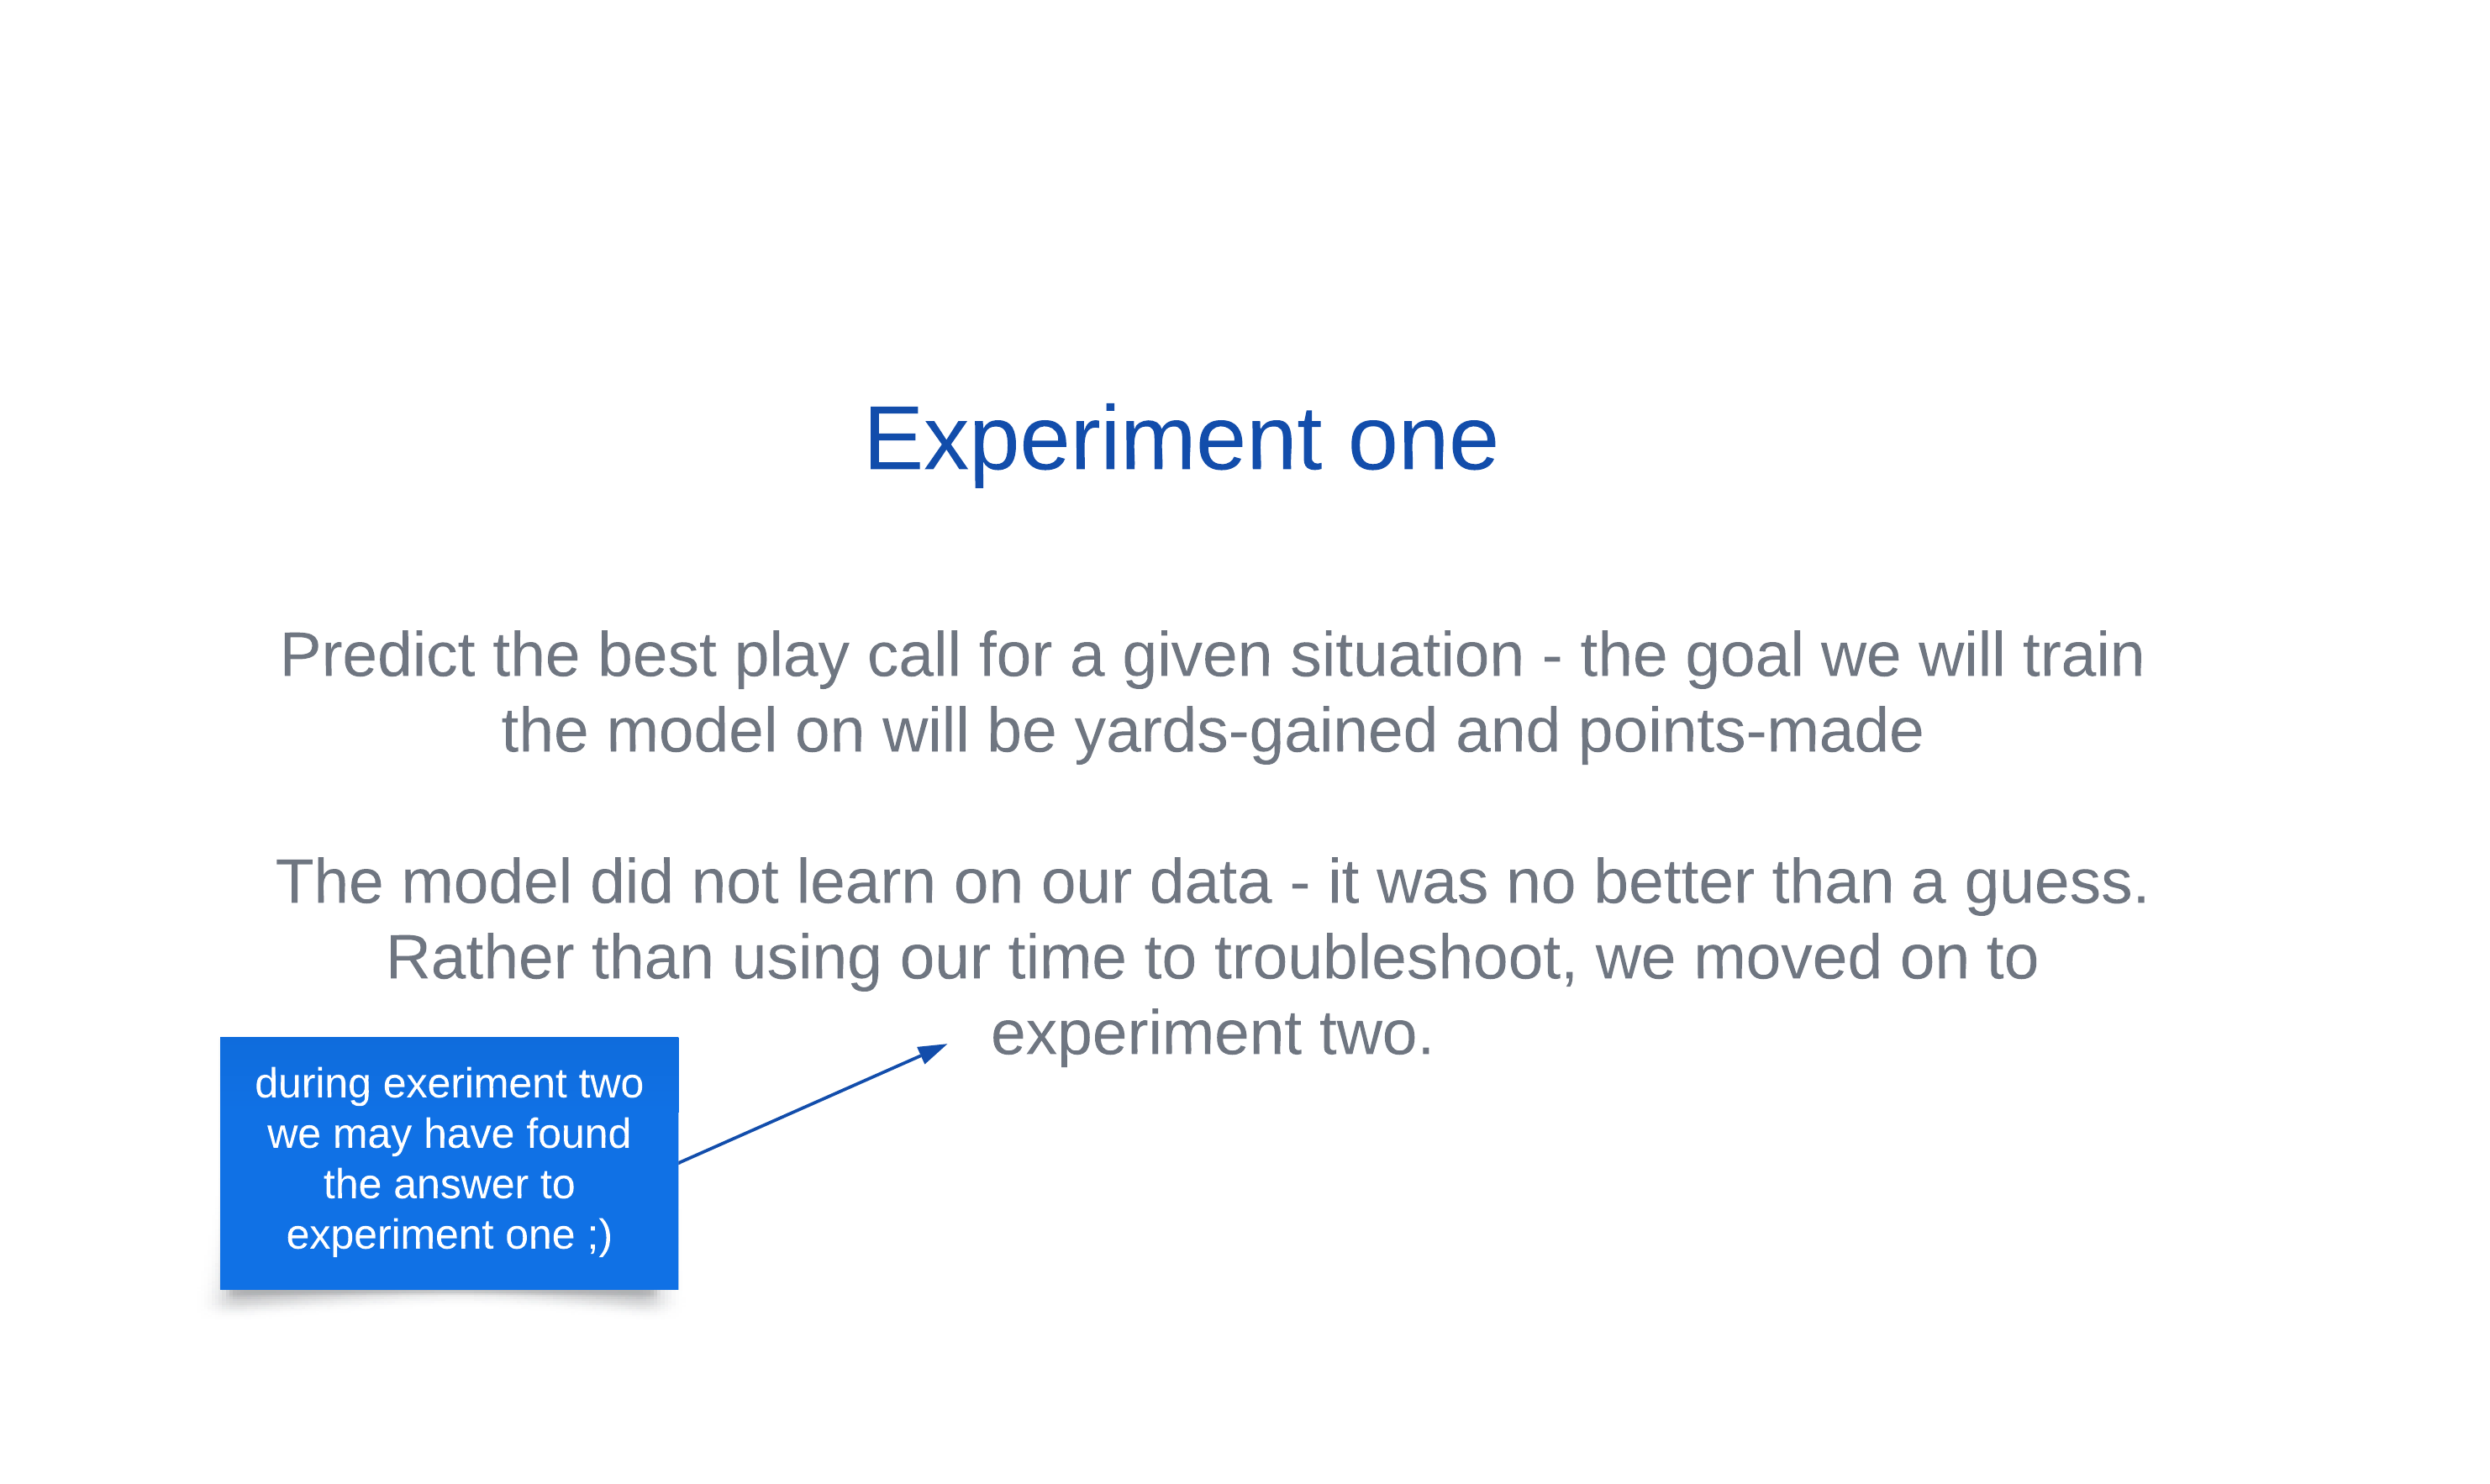 Experiment one
Predict the best play call for a given situation - the goal we will train
the model on will be yards-gained and points-made
The model did not learn on our data - it was no better than a guess.
Rather than using our time to troubleshoot, we moved on to
experiment two.
during exeriment two
we may have found
the answer to
experiment one ;)